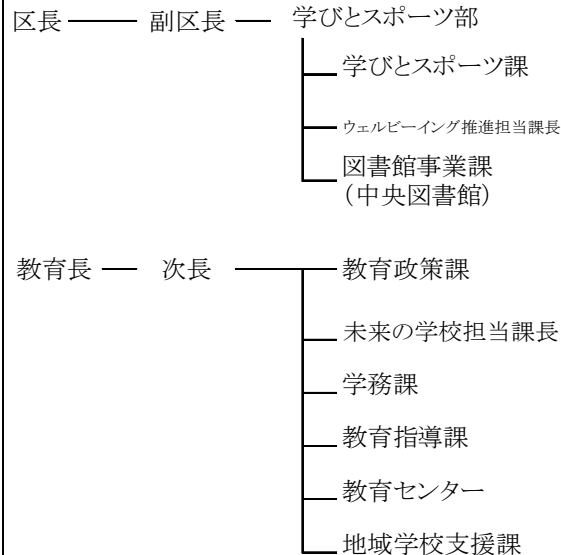 区長 副区長 学びとスポーツ部
学びとスポーツ課
ウェルビーイング推進担当課長
図書館事業課
（中央図書館）
教育長 次長 教育政策課
未来の学校担当課長
学務課
教育指導課
教育センター
地域学校支援課